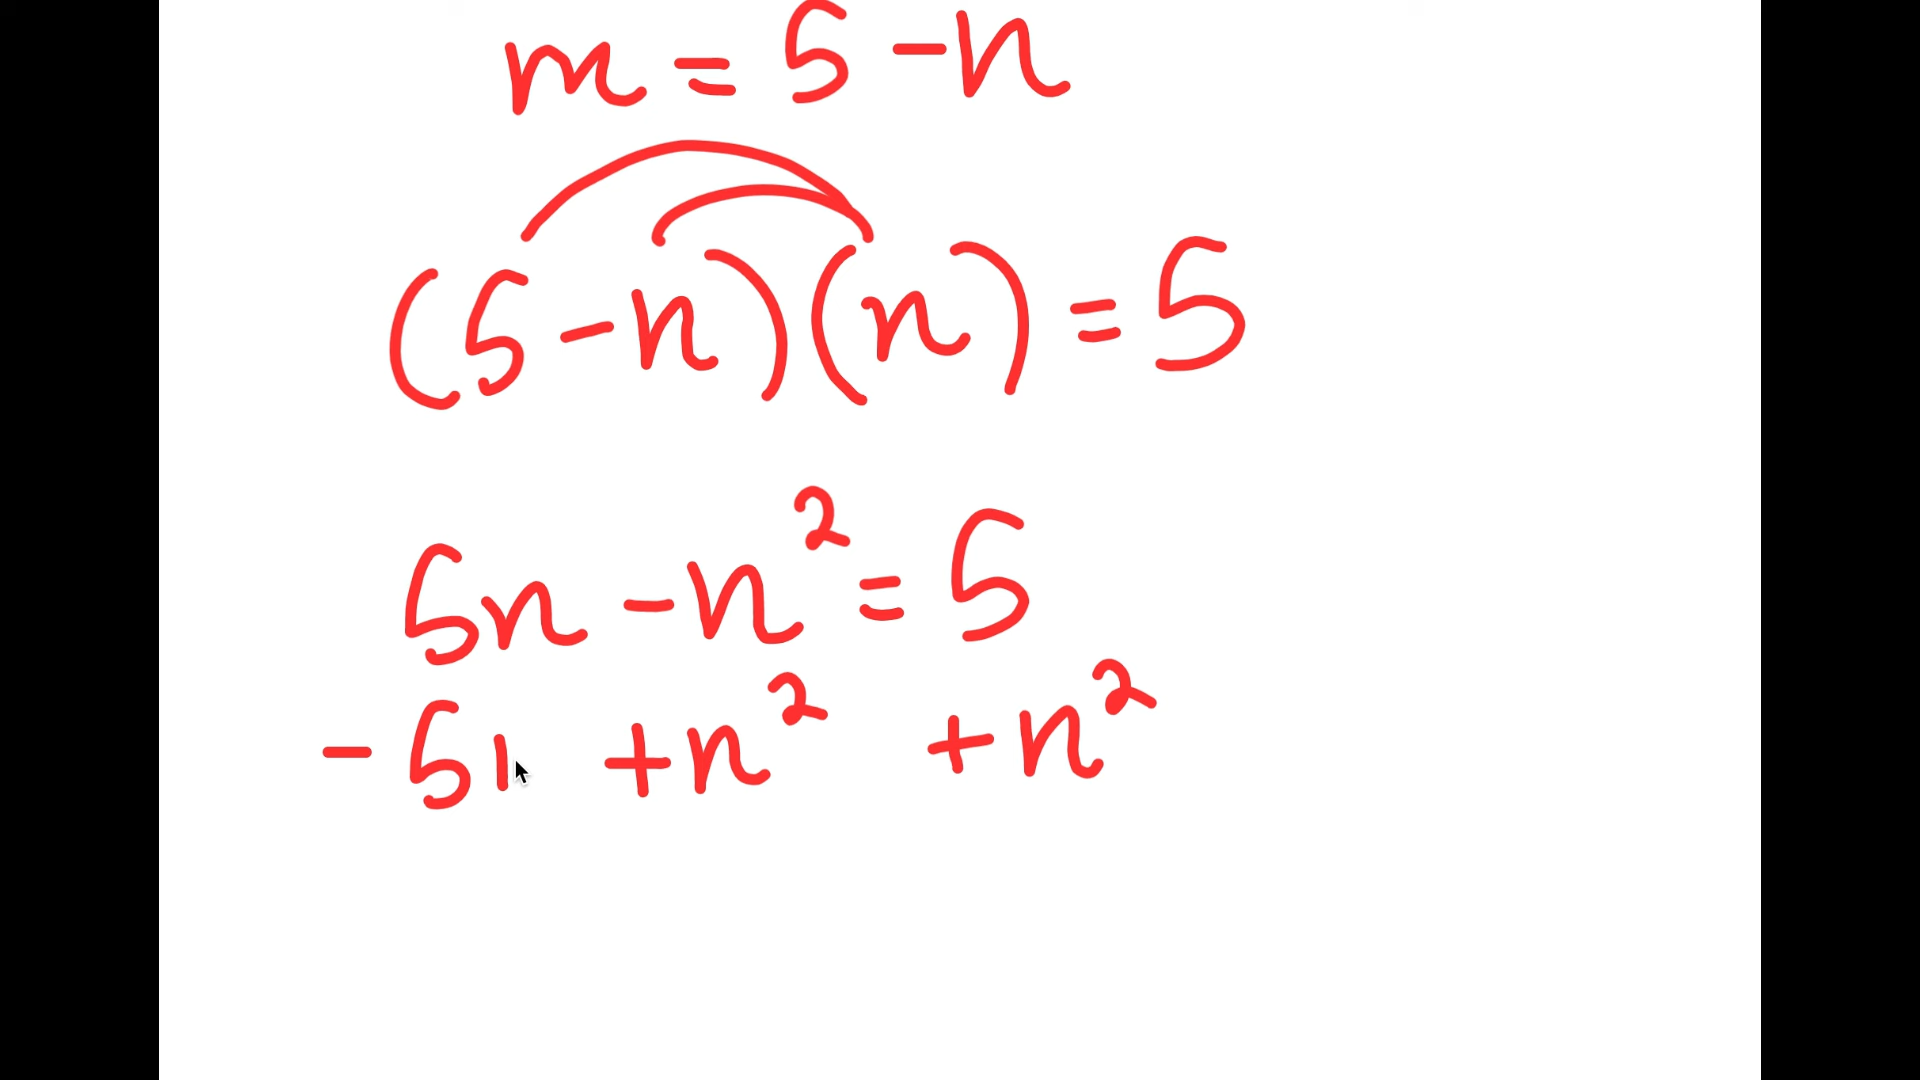 m = 5 - n
(5 - n)(n) = 5
5n - n² = 5
- 5 + n² + n²